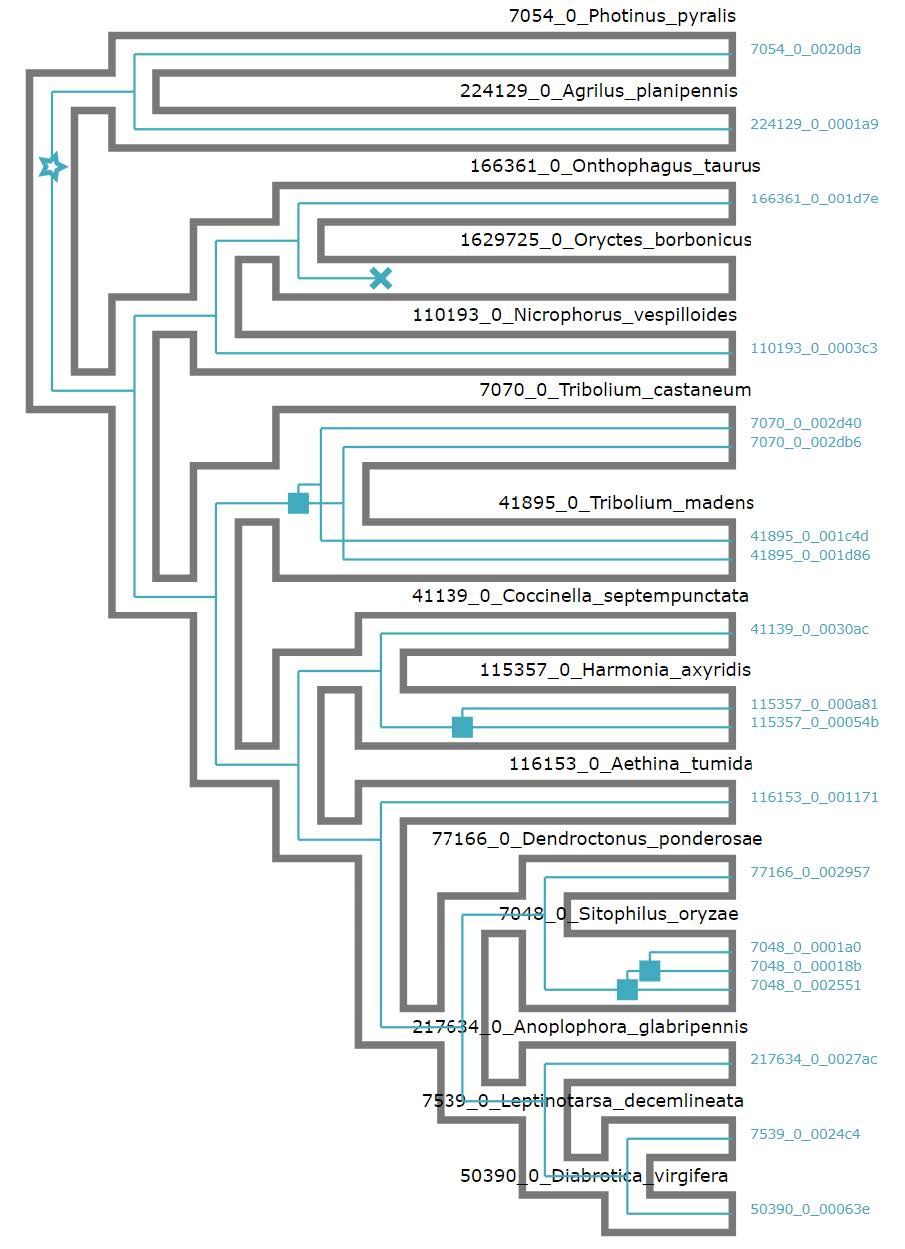 7054_0_Photinus_pyralis
7054_0_0020da
224129_0_Agrilus_planipennis
224129_0_0001a9
166361_0_Onthophagus_taurus
166361_0_001d7e
1629725_0_Oryctes_borbonicus
110193_0_Nicrophorus_vespilloides
110193_0_0003c3
7070_0_Tribolium_castaneum
7070_0_002d40
7070_0_002db6
41895_0_Tribolium_madens
41895_0_001c4d
41895_0_001d86
41139_0_Coccinella_septempunctata
41139_0_0030ac
115357_0_Harmonia_axyridis
115357_0_000a81
115357_0_00054b
116153_0_Aethina_tumida
116153_0_001171
77166_0_Dendroctonus_ponderosae
77166_0_002957
7048_0_Sitophilus_oryzae
7048_0_0001a0
7048_0_00018b
7048_0_002551
217634_0_Anoplophora_glabripennis
217634_0_0027ac
7539_0_Leptinotarsa_decemlineata
7539_0_0024c4
50390_0_Diabrotica_virgifera
50390_0_00063e